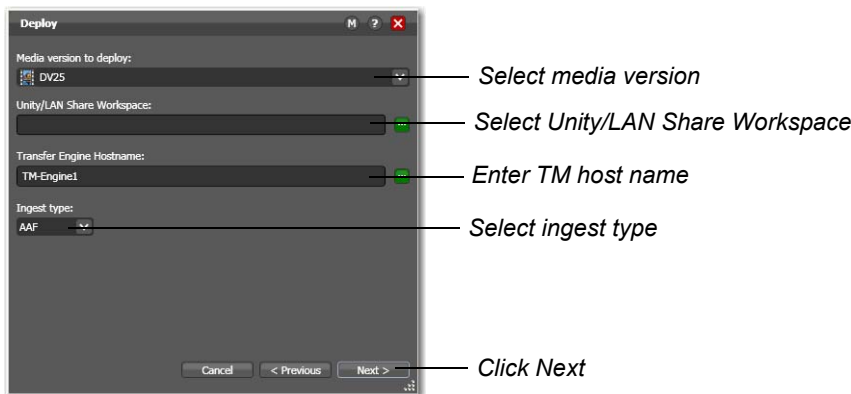 Deploy M ? X
Media version to deploy:
DV25 Select media version
Unity/LAN Share Workspace:
... Select Unity/LAN Share Workspace
Transfer Engine Hostname:
TM-Engine1 ... Enter TM host name
Ingest type:
AAF Select ingest type
Cancel < Previous Next > Click Next